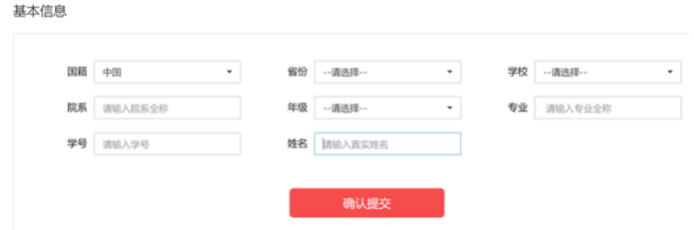 基本信息
国籍 中国 省份 --请选择-- 学校 --请选择--
院系 请输入院系全称 年级 --请选择-- 专业 请输入专业全称
学号 请输入学号 姓名 请输入真实姓名
确认提交